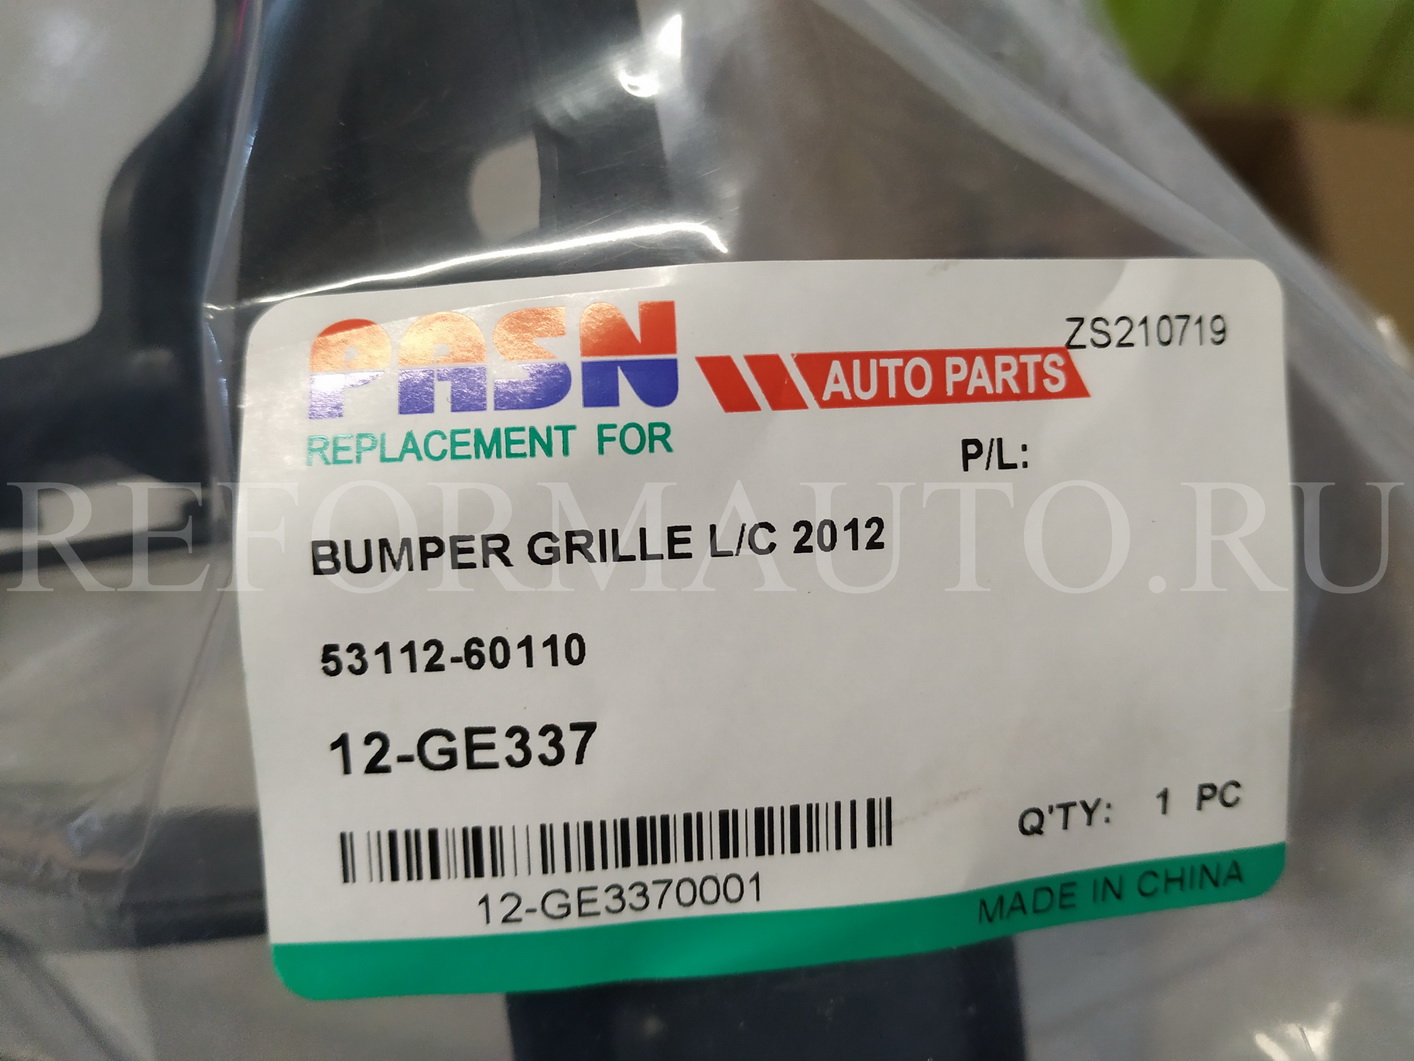 PASN
AUTO PARTS
ZS210719
REPLACEMENT FOR
P/L:
REFORMAUTO.RU
BUMPER GRILLE L/C 2012
53112-60110
12-GE337
Q'TY: 1 PC
12-GE3370001
MADE IN CHINA